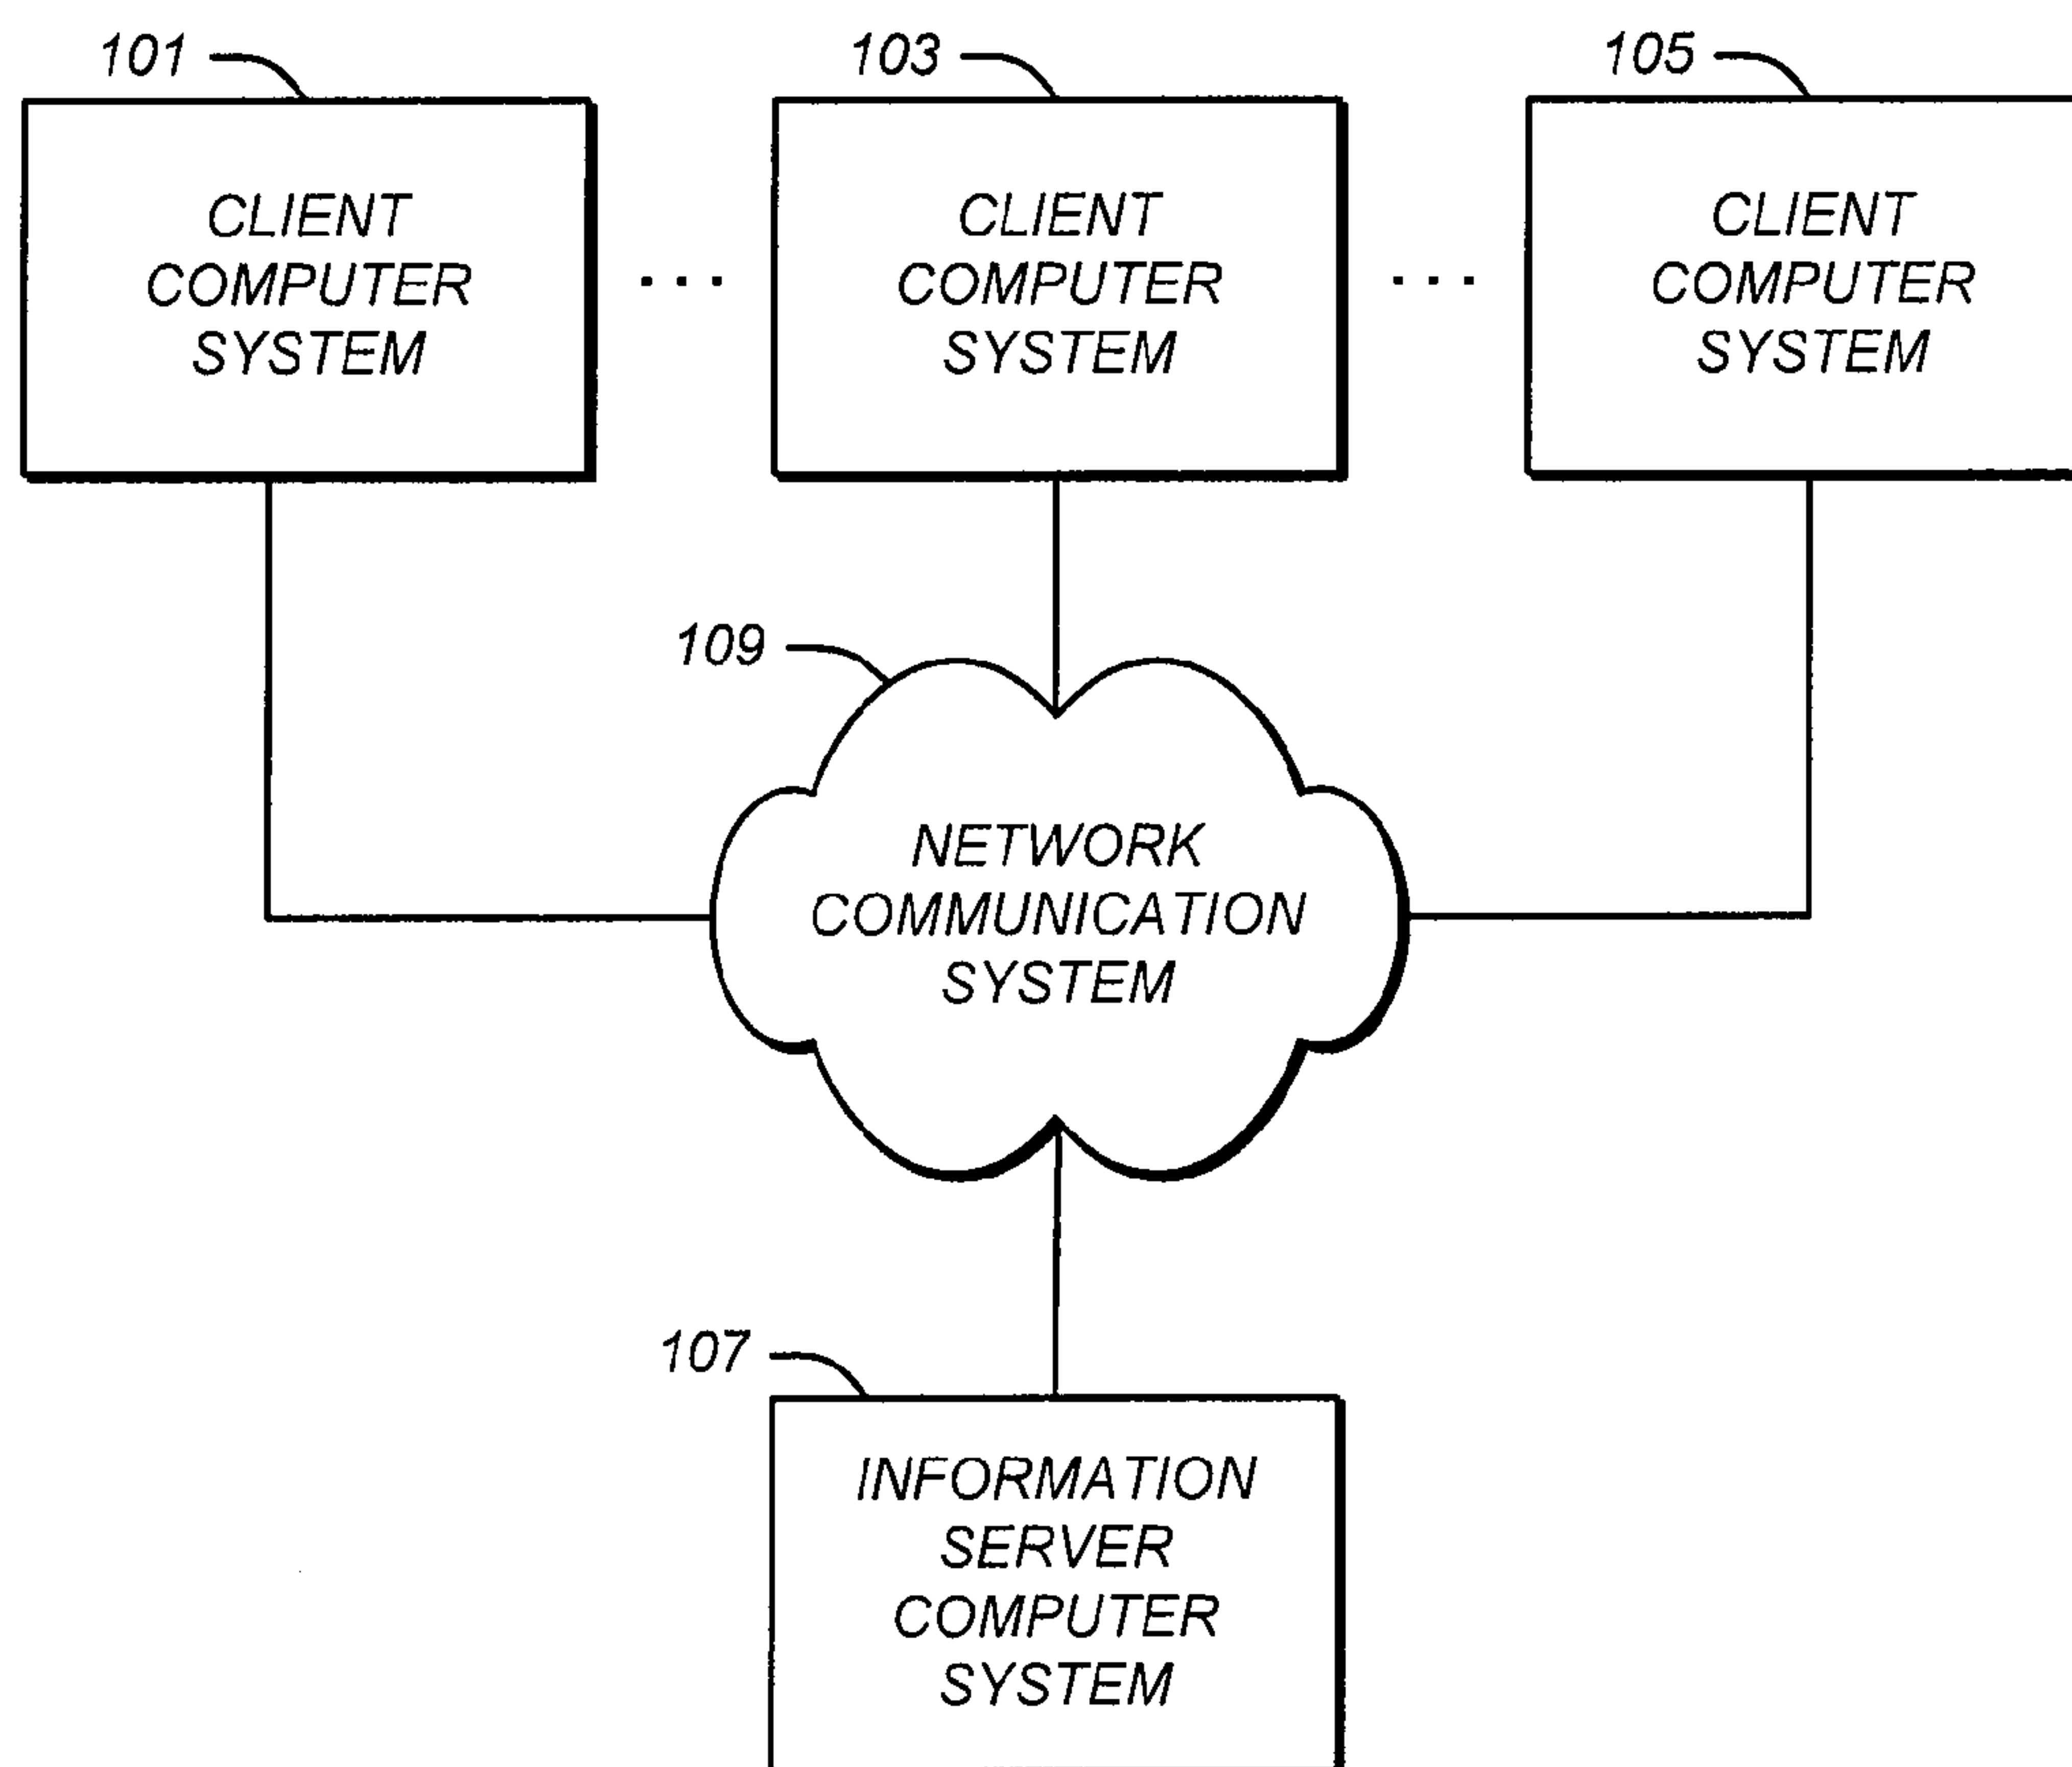 101
103
105
CLIENT
COMPUTER
SYSTEM
...
CLIENT
COMPUTER
SYSTEM
...
CLIENT
COMPUTER
SYSTEM
109
NETWORK
COMMUNICATION
SYSTEM
107
INFORMATION
SERVER
COMPUTER
SYSTEM